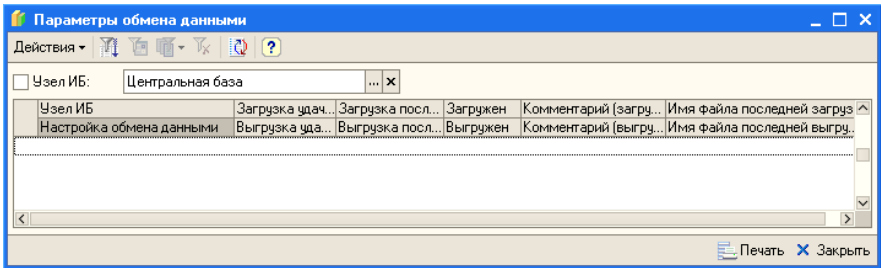 Параметры обмена данными
Действия
Узел ИБ: Центральная база ...
Узел ИБ Загрузка удач... Загрузка посл... Загружен Комментарий (загру... Имя файла последней загруз
Настройка обмена данными Выгрузка уда... Выгрузка посл... Выгружен Комментарий (выгру... Имя файла последней выгру...
Печать Закрыть